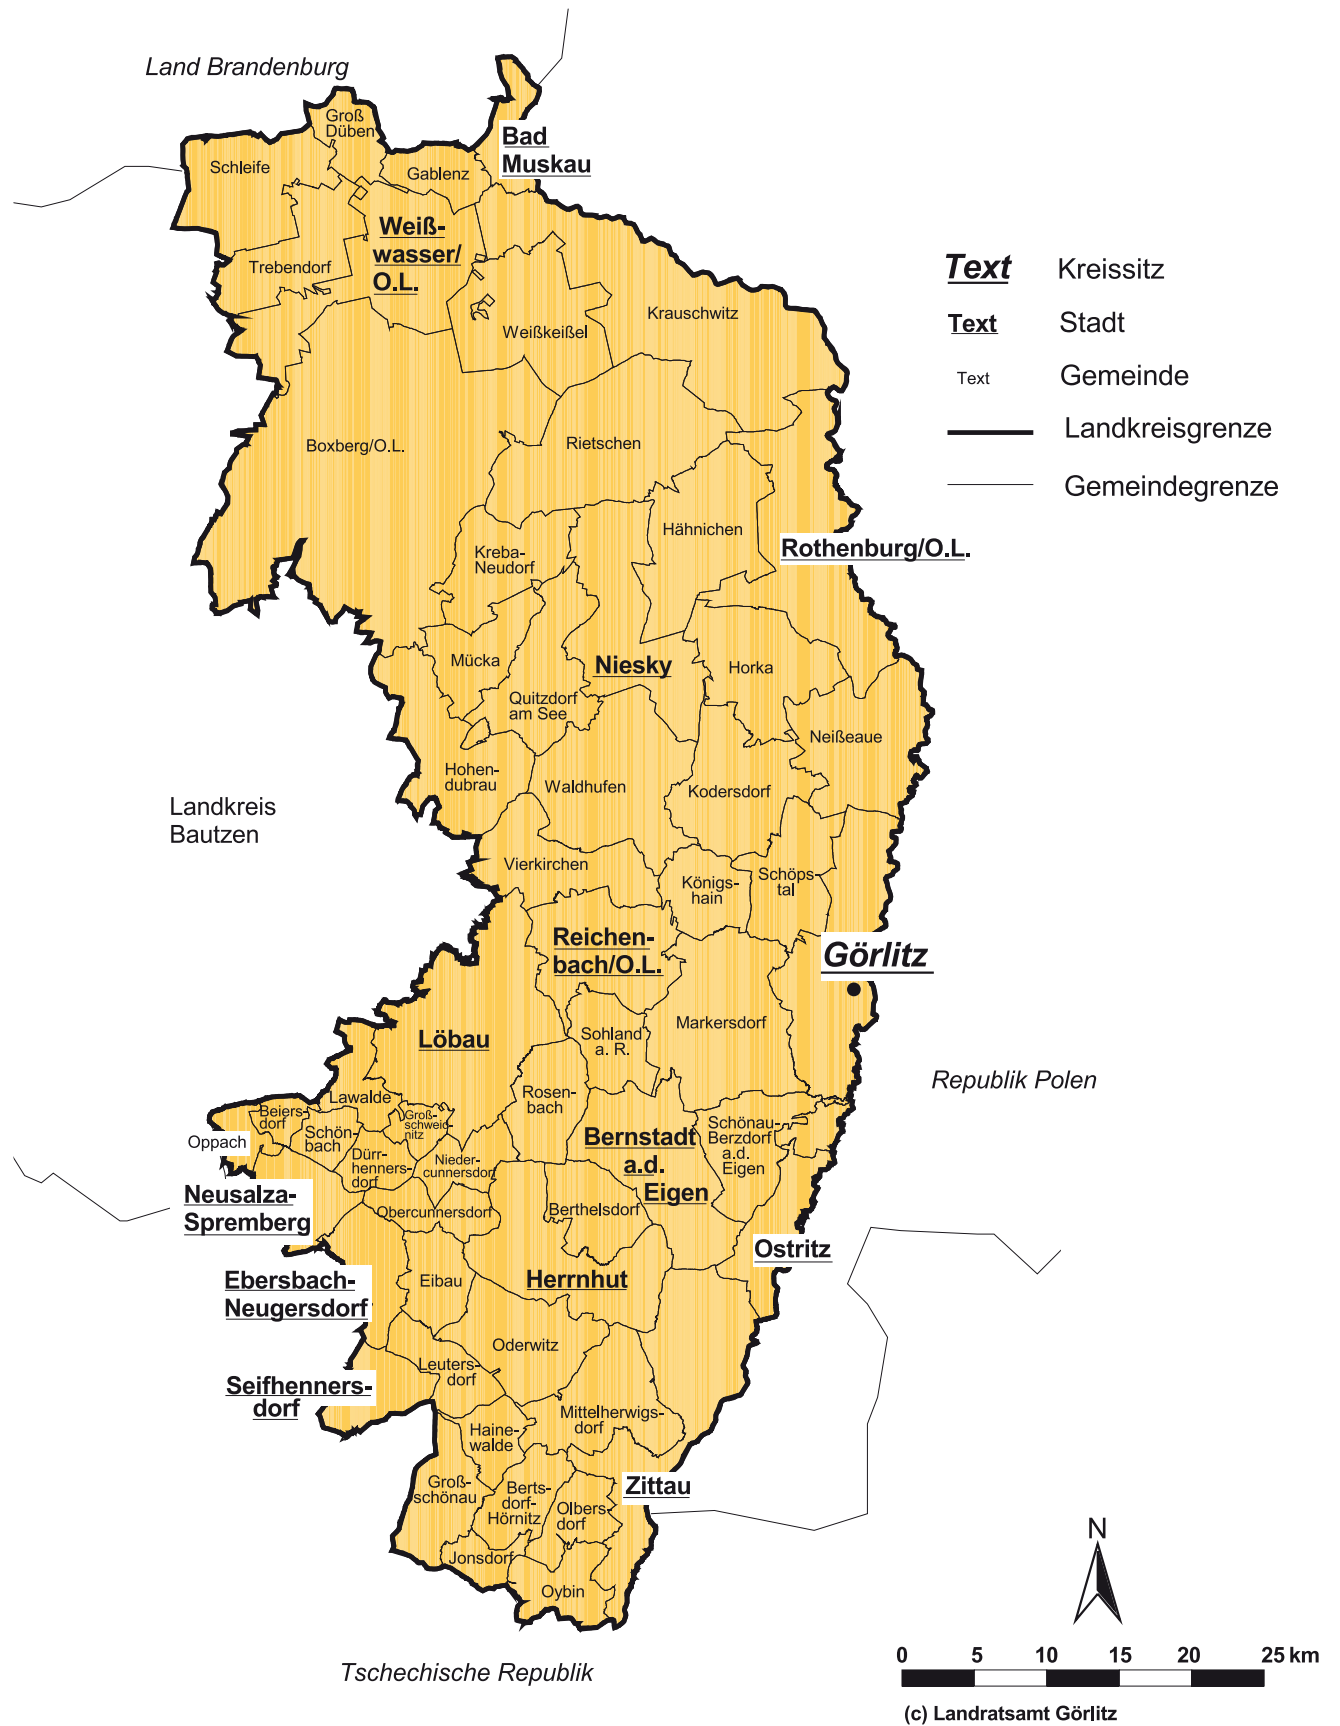 Land Brandenburg
Groß
Düben
Bad
Muskau
Schleife
Gablenz
Weiß-
wasser/
O.L.
Trebendorf
Krauschwitz
Weißkeißel
Text Kreissitz
Text Stadt
Text Gemeinde
Landkreisgrenze
Gemeindegrenze
Boxberg/O.L.
Rietschen
Hähnichen
Rothenburg/O.L.
Kreba-
Neudorf
Mücka
Niesky
Horka
Quitzdorf
am See
Neißeaue
Hohen-
dubrau
Waldhufen
Kodersdorf
Landkreis
Bautzen
Vierkirchen
Königs-
hain
Schöps-
tal
Reichen-
bach/O.L.
Görlitz
Löbau
Sohland
a. R.
Markersdorf
Republik Polen
Rosen-
bach
Lawalde
Beiers-
dorf
Groß-
schweid-
nitz
Oppach
Schön-
bach
Dürr-
henners-
dorf
Nieder-
cunnersdorf
Bernstadt
a.d.
Eigen
Schönau-
Berzdorf
a.d.
Eigen
Neusalza-
Spremberg
Obercunnersdorf
Berthelsdorf
Ostritz
Ebersbach-
Neugersdorf
Eibau
Herrnhut
Oderwitz
Leuters-
dorf
Seifhenners-
dorf
Mittelherwigs-
dorf
Haine-
walde
Groß-
schönau
Berts-
dorf-
Hörnitz
Olbers-
dorf
Zittau
Jonsdorf
Oybin
N
Tschechische Republik
0 5 10 15 20 25 km
(c) Landratsamt Görlitz